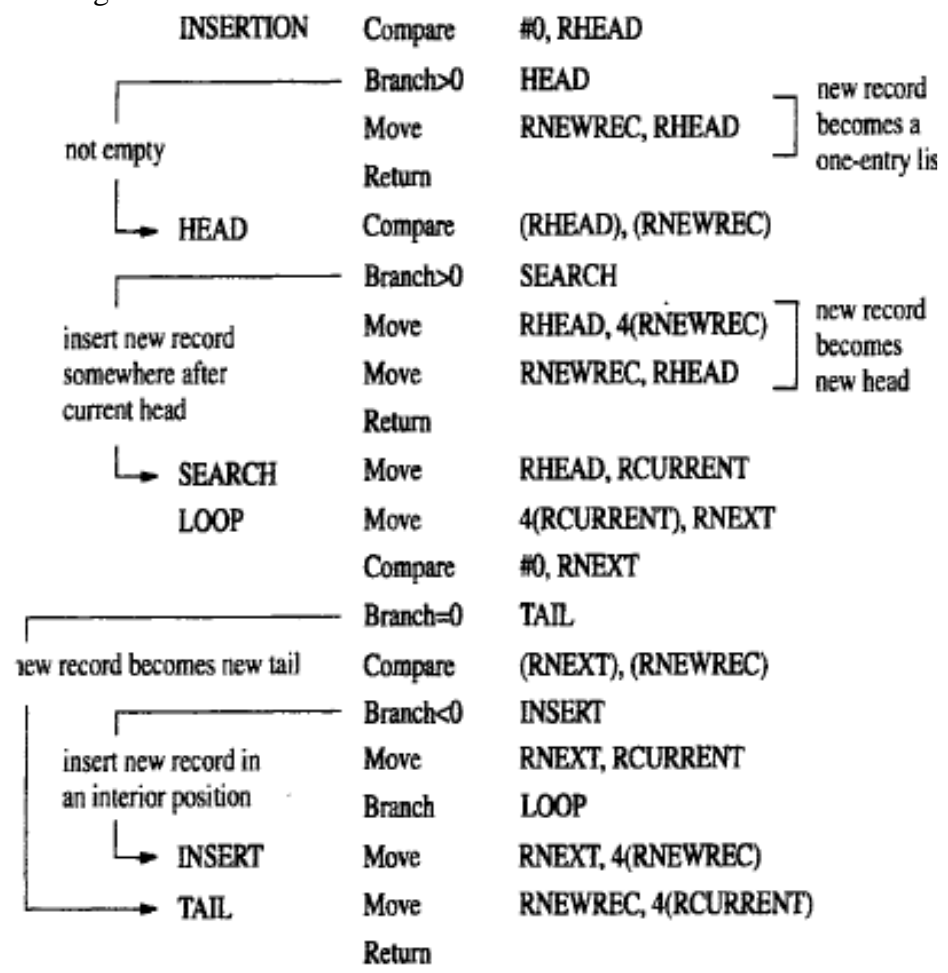 INSERTION Compare #0, RHEAD
Branch>0 HEAD
new record
Move RNEWREC, RHEAD
becomes a
not empty
one-entry lis
Return
HEAD Compare (RHEAD), (RNEWREC)
Branch>0 SEARCH
new record
insert new record
Move RHEAD, 4(RNEWREC)
becomes
somewhere after
Move RNEWREC, RHEAD
new head
current head
Return
SEARCH Move RHEAD, RCURRENT
LOOP Move 4(RCURRENT), RNEXT
Compare #0, RNEXT
Branch=0 TAIL
new record becomes new tail
Compare (RNEXT), (RNEWREC)
Branch<0 INSERT
insert new record in
Move RNEXT, RCURRENT
an interior position
Branch LOOP
INSERT Move RNEXT, 4(RNEWREC)
TAIL Move RNEWREC, 4(RCURRENT)
Return